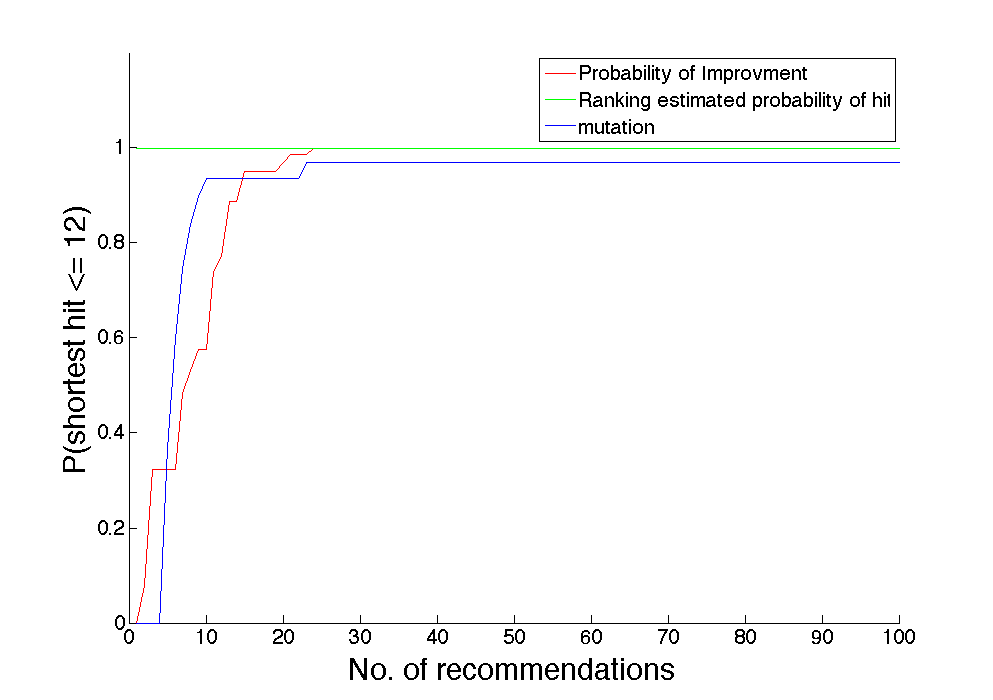 Probability of Improvment
Ranking estimated probability of hit
mutation
P(shortest hit <= 12)
1
0.8
0.6
0.4
0.2
0
0 10 20 30 40 50 60 70 80 90 100
No. of recommendations